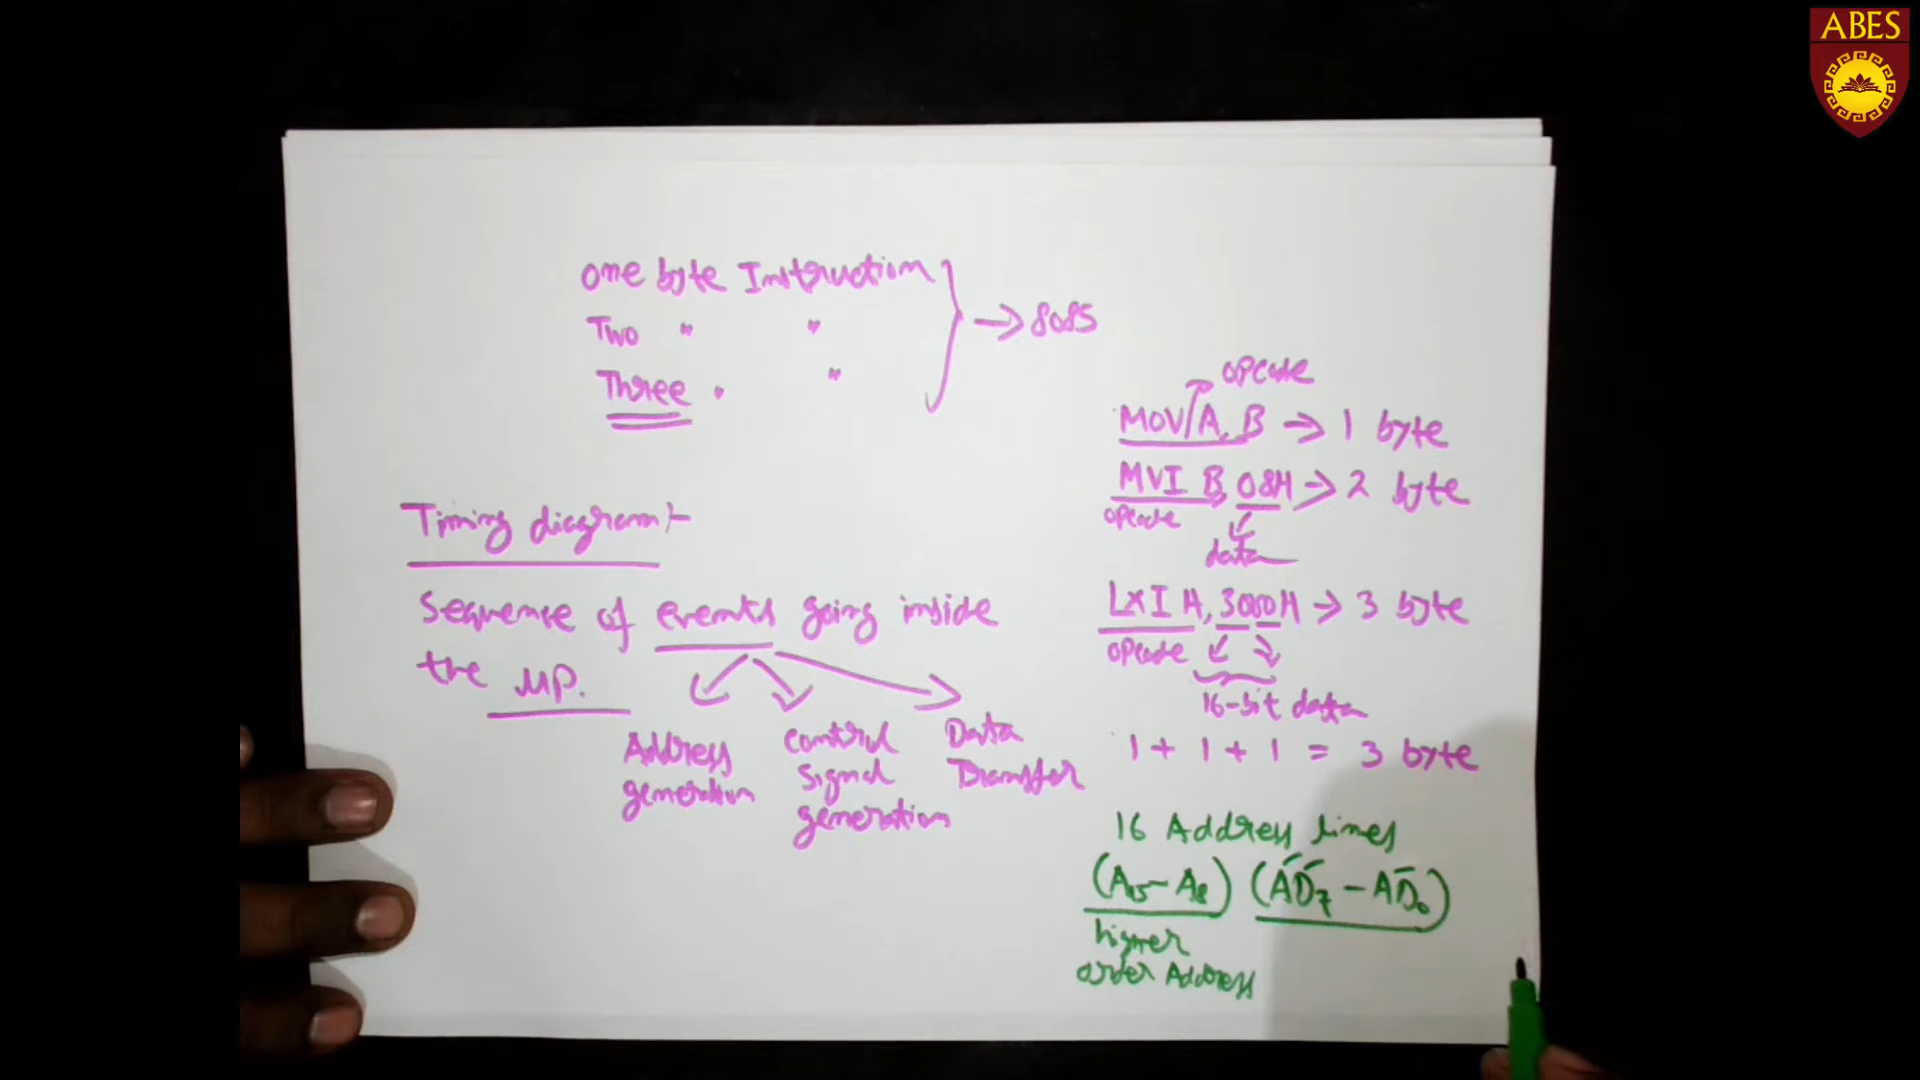 ABES
One byte Instruction
Two " "
Three " "
→ 8085
opcode
MOV A, B → 1 byte
MVI B, 08H → 2 byte
opcode
data
LXI H, 3000H → 3 byte
opcode
16-bit data
1 + 1 + 1 = 3 byte
Timing diagram:-
Sequence of events going inside
the μP.
Address
generation
Control
Signal
generation
Data
Transfer
16 Address lines
(A15-A8) (AD7 - AD0)
higher
order Address